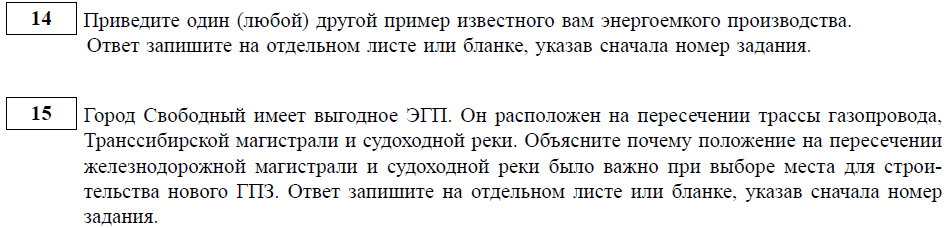 14 Приведите один (любой) другой пример известного вам энергоемкого производства.
Ответ запишите на отдельном листе или бланке, указав сначала номер задания.
15 Город Свободный имеет выгодное ЭГП. Он расположен на пересечении трассы газопровода,
Транссибирской магистрали и судоходной реки. Объясните почему положение на пересечении
железнодорожной магистрали и судоходной реки было важно при выборе места для строи-
тельства нового ГПЗ. Ответ запишите на отдельном листе или бланке, указав сначала номер
задания.